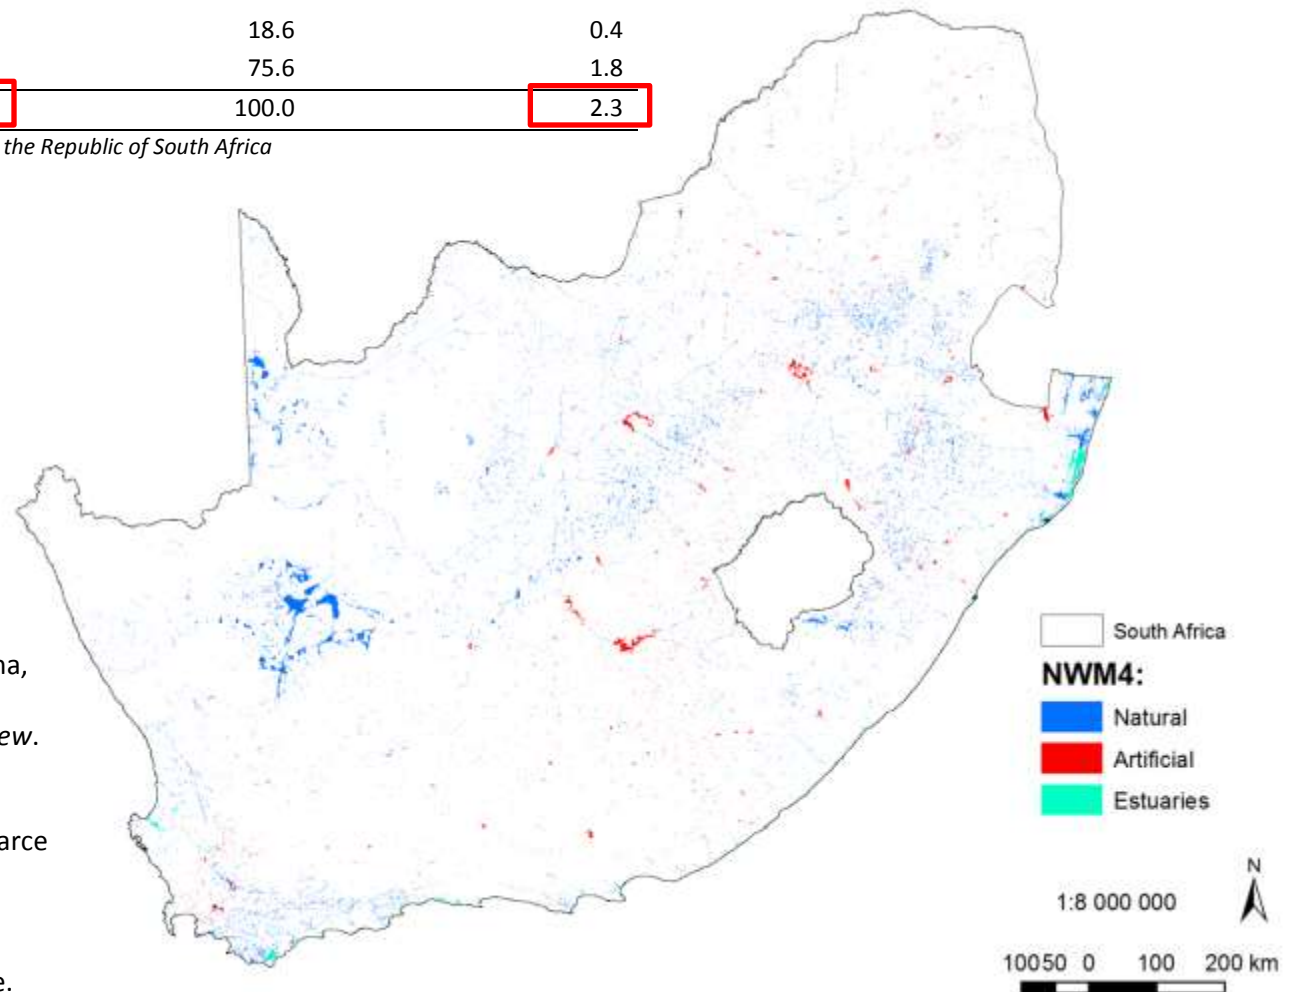 18.6 0.4
75.6 1.8
100.0 2.3
the Republic of South Africa
na,
ew.
arce
e.
South Africa
NWM4:
Natural
Artificial
Estuaries
N
1:8 000 000
10050 0 100 200 km